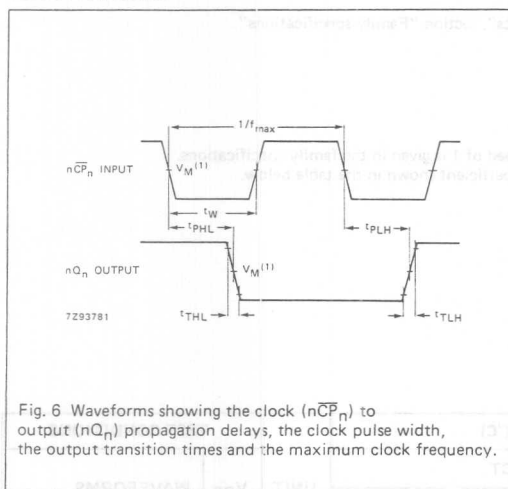 1/fmax
nCPn INPUT
VM(1)
tW
tPHL
tPLH
nQn OUTPUT
VM(1)
7Z93781
tTHL
tTLH
Fig. 6 Waveforms showing the clock (nCPn) to
output (nQn) propagation delays, the clock pulse width,
the output transition times and the maximum clock frequency.